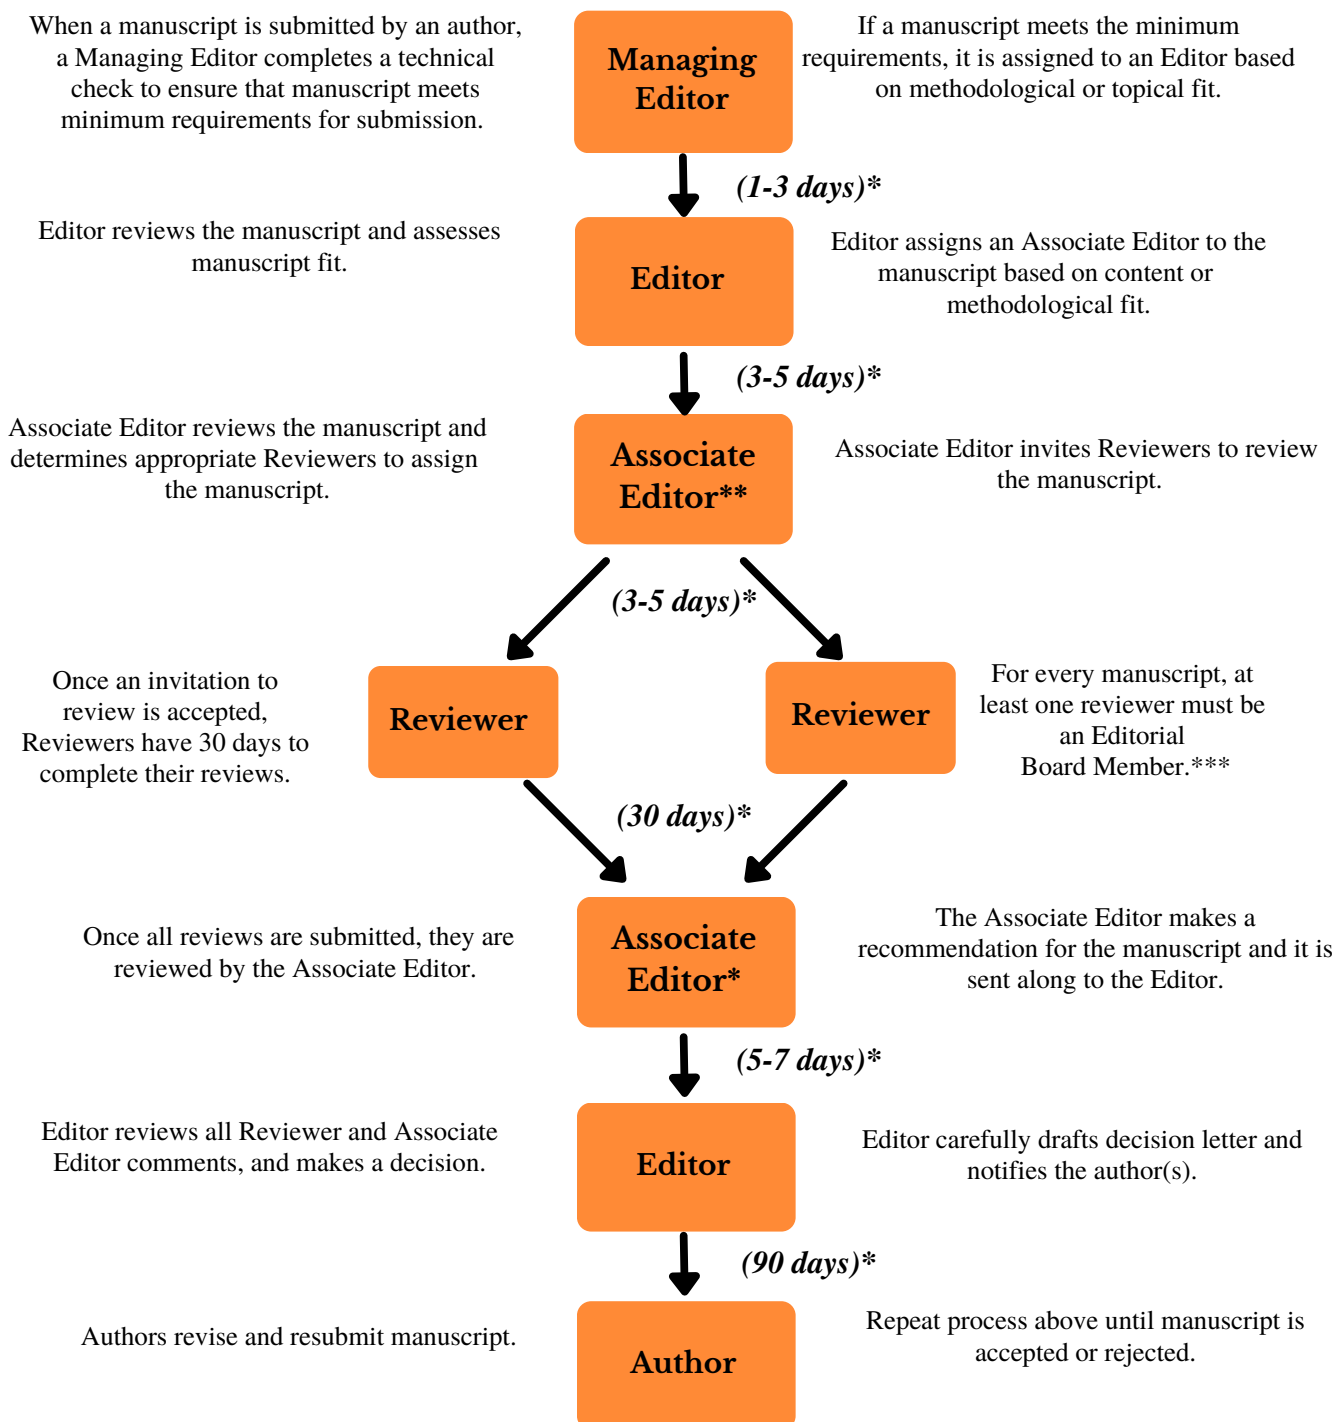 When a manuscript is submitted by an author,
a Managing Editor completes a technical
check to ensure that manuscript meets
minimum requirements for submission.
Managing
Editor
If a manuscript meets the minimum
requirements, it is assigned to an Editor based
on methodological or topical fit.
(1-3 days)*
Editor reviews the manuscript and assesses
manuscript fit.
Editor
Editor assigns an Associate Editor to the
manuscript based on content or
methodological fit.
(3-5 days)*
Associate Editor reviews the manuscript and
determines appropriate Reviewers to assign
the manuscript.
Associate
Editor**
Associate Editor invites Reviewers to review
the manuscript.
(3-5 days)*
Once an invitation to
review is accepted,
Reviewers have 30 days to
complete their reviews.
Reviewer
Reviewer
For every manuscript, at
least one reviewer must be
an Editorial
Board Member.***
(30 days)*
Once all reviews are submitted, they are
reviewed by the Associate Editor.
Associate
Editor*
The Associate Editor makes a
recommendation for the manuscript and it is
sent along to the Editor.
(5-7 days)*
Editor reviews all Reviewer and Associate
Editor comments, and makes a decision.
Editor
Editor carefully drafts decision letter and
notifies the author(s).
(90 days)*
Authors revise and resubmit manuscript.
Author
Repeat process above until manuscript is
accepted or rejected.